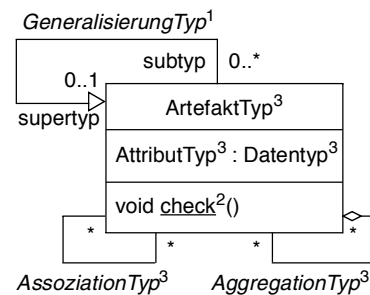 GeneralisierungTyp¹
subtyp 0..*
0..1
supertyp
ArtefaktTyp³
AttributTyp³ : Datentyp³
void check²()
* * * *
AssoziationTyp³ AggregationTyp³